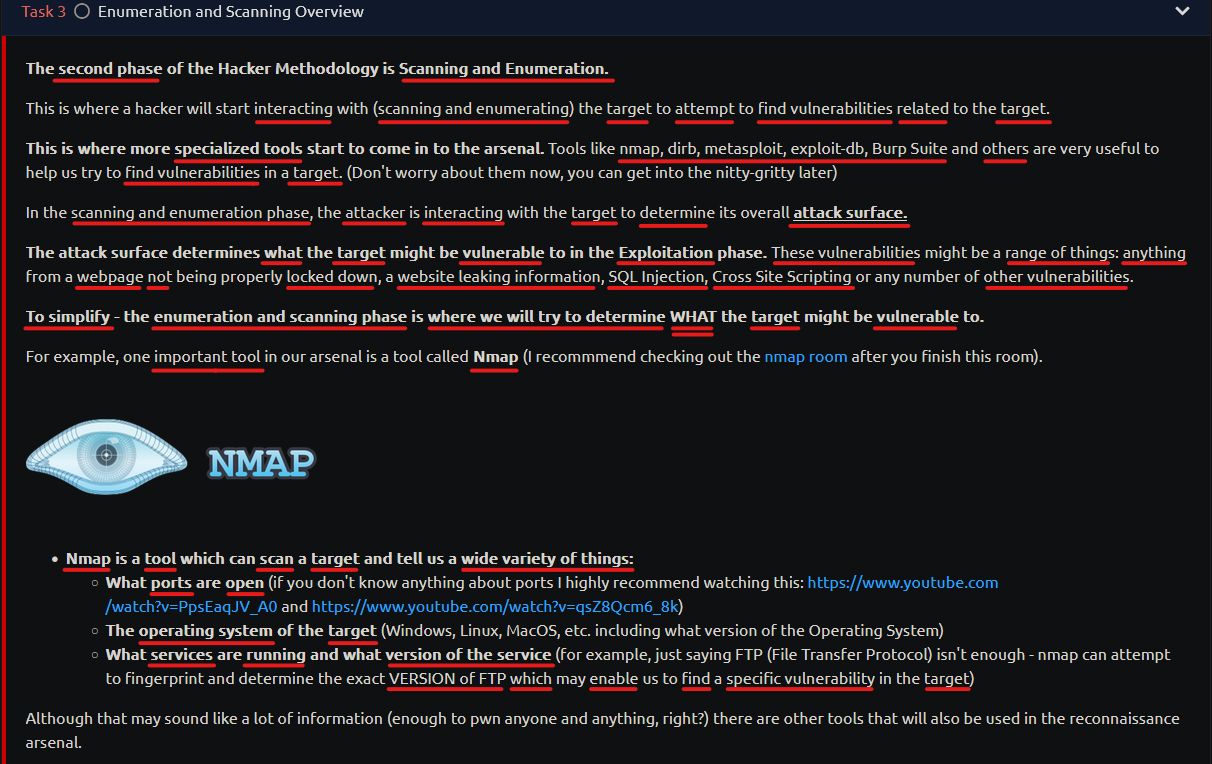 Task 3 Enumeration and Scanning Overview
The second phase of the Hacker Methodology is Scanning and Enumeration.
This is where a hacker will start interacting with (scanning and enumerating) the target to attempt to find vulnerabilities related to the target.
This is where more specialized tools start to come in to the arsenal. Tools like nmap, dirb, metasploit, exploit-db, Burp Suite and others are very useful to
help us try to find vulnerabilities in a target. (Don't worry about them now, you can get into the nitty-gritty later)
In the scanning and enumeration phase, the attacker is interacting with the target to determine its overall attack surface.
The attack surface determines what the target might be vulnerable to in the Exploitation phase. These vulnerabilities might be a range of things: anything
from a webpage not being properly locked down, a website leaking information, SQL Injection, Cross Site Scripting or any number of other vulnerabilities.
To simplify - the enumeration and scanning phase is where we will try to determine WHAT the target might be vulnerable to.
For example, one important tool in our arsenal is a tool called Nmap (I recommmend checking out the nmap room after you finish this room).
NMAP
• Nmap is a tool which can scan a target and tell us a wide variety of things:
○ What ports are open (if you don't know anything about ports I highly recommend watching this: https://www.youtube.com
/watch?v=PpsEaqJV_A0 and https://www.youtube.com/watch?v=qsZ8Qcm6_8k)
○ The operating system of the target (Windows, Linux, MacOS, etc. including what version of the Operating System)
○ What services are running and what version of the service (for example, just saying FTP (File Transfer Protocol) isn't enough - nmap can attempt
to fingerprint and determine the exact VERSION of FTP which may enable us to find a specific vulnerability in the target)
Although that may sound like a lot of information (enough to pwn anyone and anything, right?) there are other tools that will also be used in the reconnaissance
arsenal.